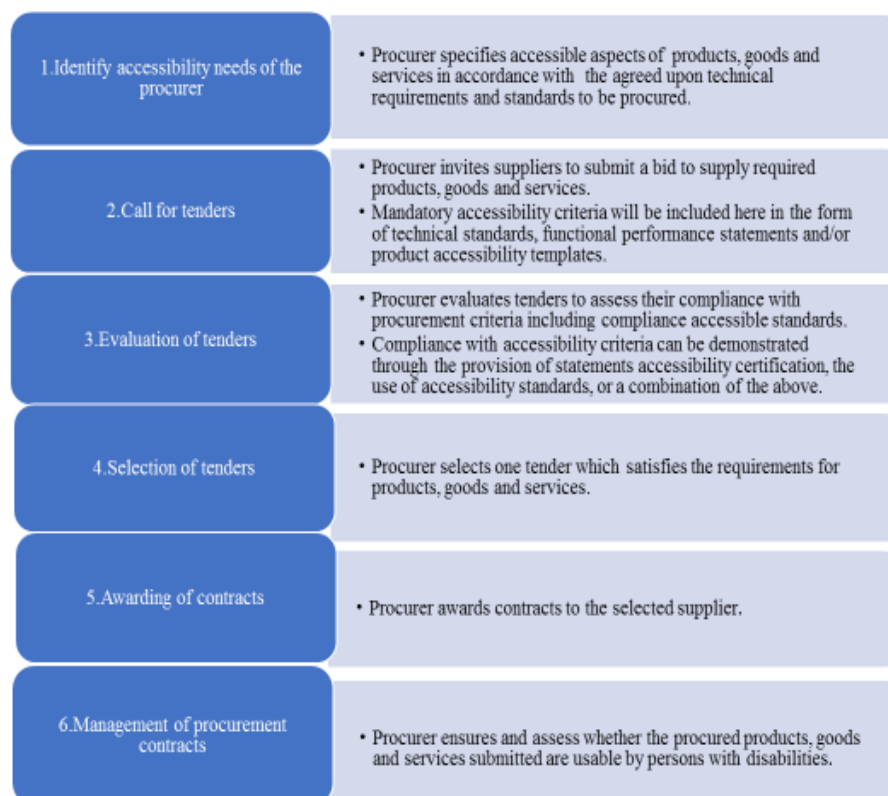 1.Identify accessibility needs of the
procurer
• Procurer specifies accessible aspects of products, goods and
services in accordance with the agreed upon technical
requirements and standards to be procured.
2.Call for tenders
• Procurer invites suppliers to submit a bid to supply required
products, goods and services.
• Mandatory accessibility criteria will be included here in the form
of technical standards, functional performance statements and/or
product accessibility templates.
3.Evaluation of tenders
• Procurer evaluates tenders to assess their compliance with
procurement criteria including compliance accessible standards.
• Compliance with accessibility criteria can be demonstrated
through the provision of statements accessibility certification, the
use of accessibility standards, or a combination of the above.
4.Selection of tenders
• Procurer selects one tender which satisfies the requirements for
products, goods and services.
5.Awarding of contracts
• Procurer awards contracts to the selected supplier.
6.Management of procurement
contracts
• Procurer ensures and assess whether the procured products, goods
and services submitted are usable by persons with disabilities.